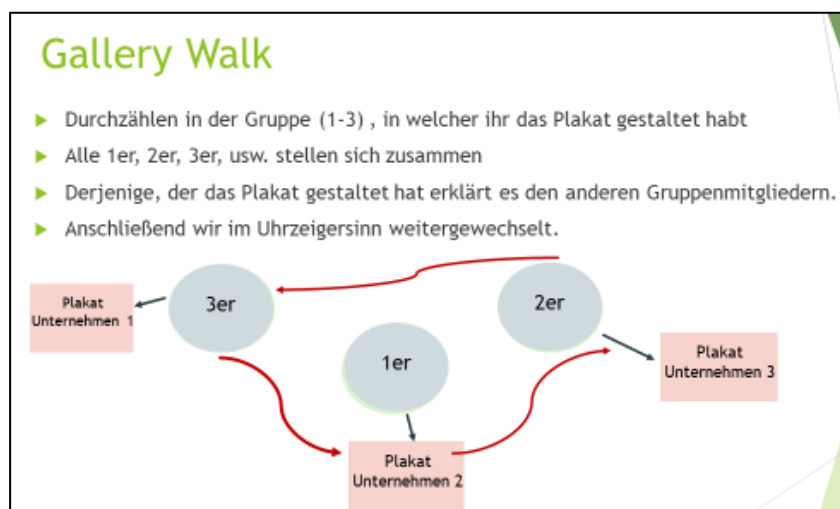 Gallery Walk
Durchzählen in der Gruppe (1-3) , in welcher ihr das Plakat gestaltet habt
Alle 1er, 2er, 3er, usw. stellen sich zusammen
Derjenige, der das Plakat gestaltet hat erklärt es den anderen Gruppenmitgliedern.
Anschließend wir im Uhrzeigersinn weitergewechselt.
Plakat
Unternehmen 1
3er
1er
2er
Plakat
Unternehmen 3
Plakat
Unternehmen 2